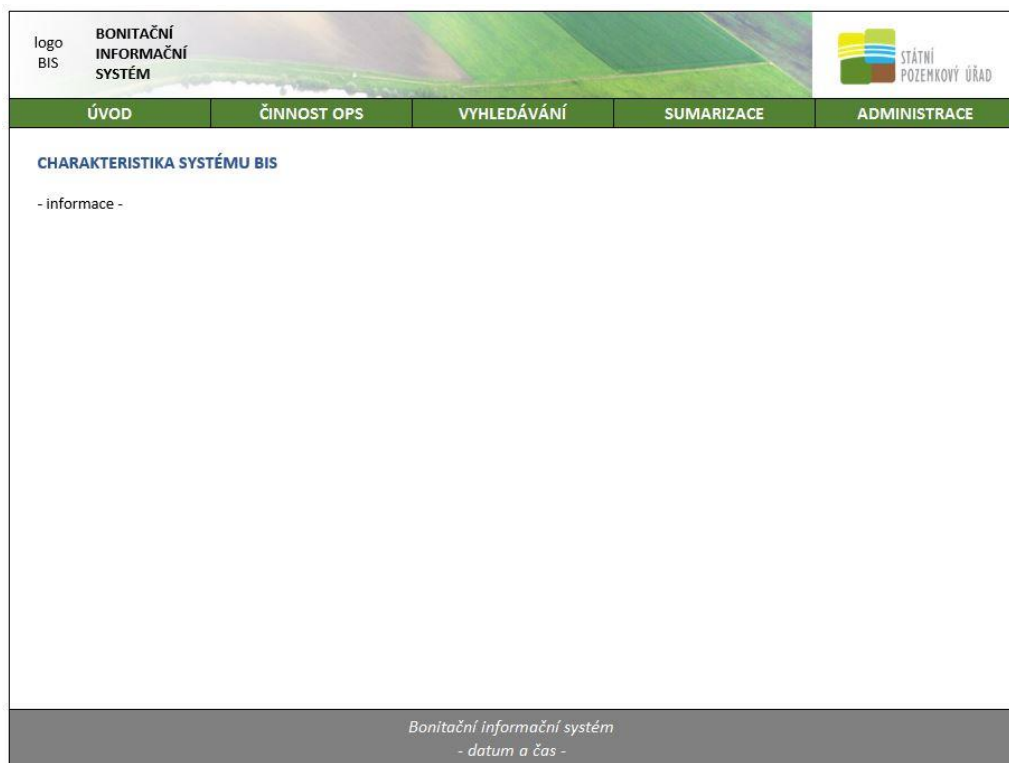 logo
BIS
BONITAČNÍ
INFORMAČNÍ
SYSTÉM
STÁTNÍ
POZEMKOVÝ ÚŘAD
ÚVOD
ČINNOST OPS
VYHLEDÁVÁNÍ
SUMARIZACE
ADMINISTRACE
CHARAKTERISTIKA SYSTÉMU BIS
- informace -
Bonitační informační systém
- datum a čas -